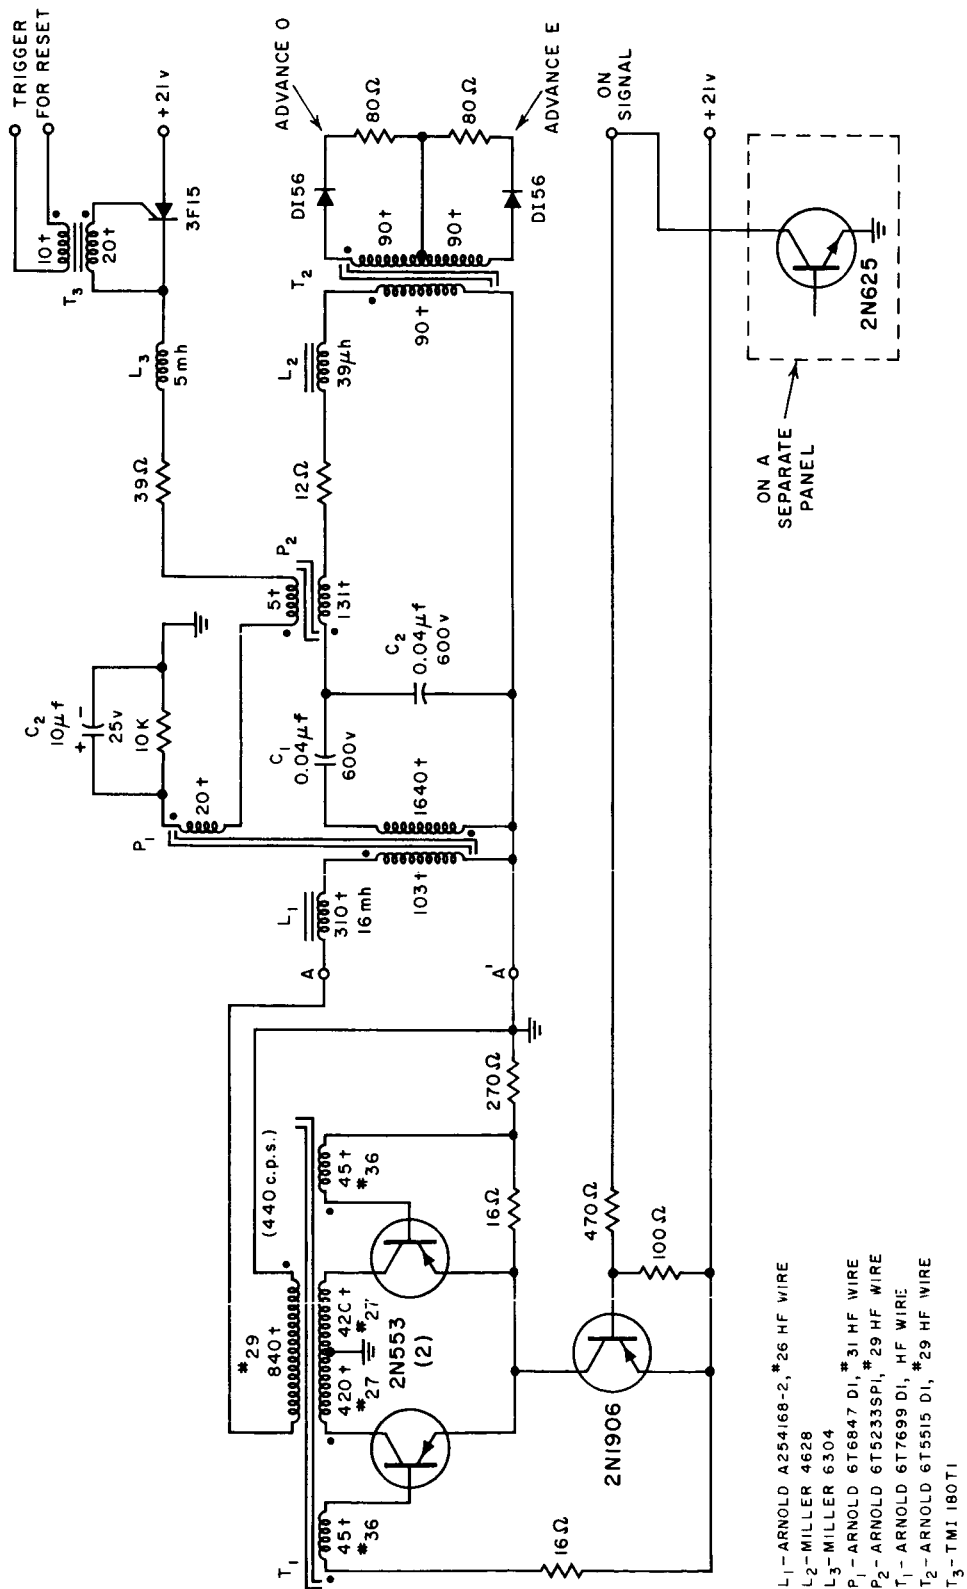 TRIGGER
FOR RESET
T3
10t
20t
+21v
3F15
L3
5mh
39Ω
C2
10μf
+ -
25v
10K
P1
20t
5t
P2
131t
12Ω
L2
39μh
T2
90t
90t
90t
DI56
DI56
80Ω
80Ω
ADVANCE O
ADVANCE E
C1
0.04μf
600v
C2
0.04μf
600v
1640t
103t
L1
310t
16mh
A
A'
(440 c.p.s.)
#29
840t
T1
45t
#36
420t
#27
42Ct
#27
45t
#36
2N553
(2)
16Ω
270Ω
16Ω
2N1906
470Ω
100Ω
ON
SIGNAL
+21v
2N625
ON A
SEPARATE
PANEL
L1-ARNOLD A254168-2, #26 HF WIRE
L2-MILLER 4628
L3-MILLER 6304
P1-ARNOLD 6T6847 D1, #31 HF WIRE
P2-ARNOLD 6T5233SP1, #29 HF WIRE
T1-ARNOLD 6T7699 D1, HF WIRE
T2-ARNOLD 6T5515 D1, #29 HF WIRE
T3-TMI 180T1